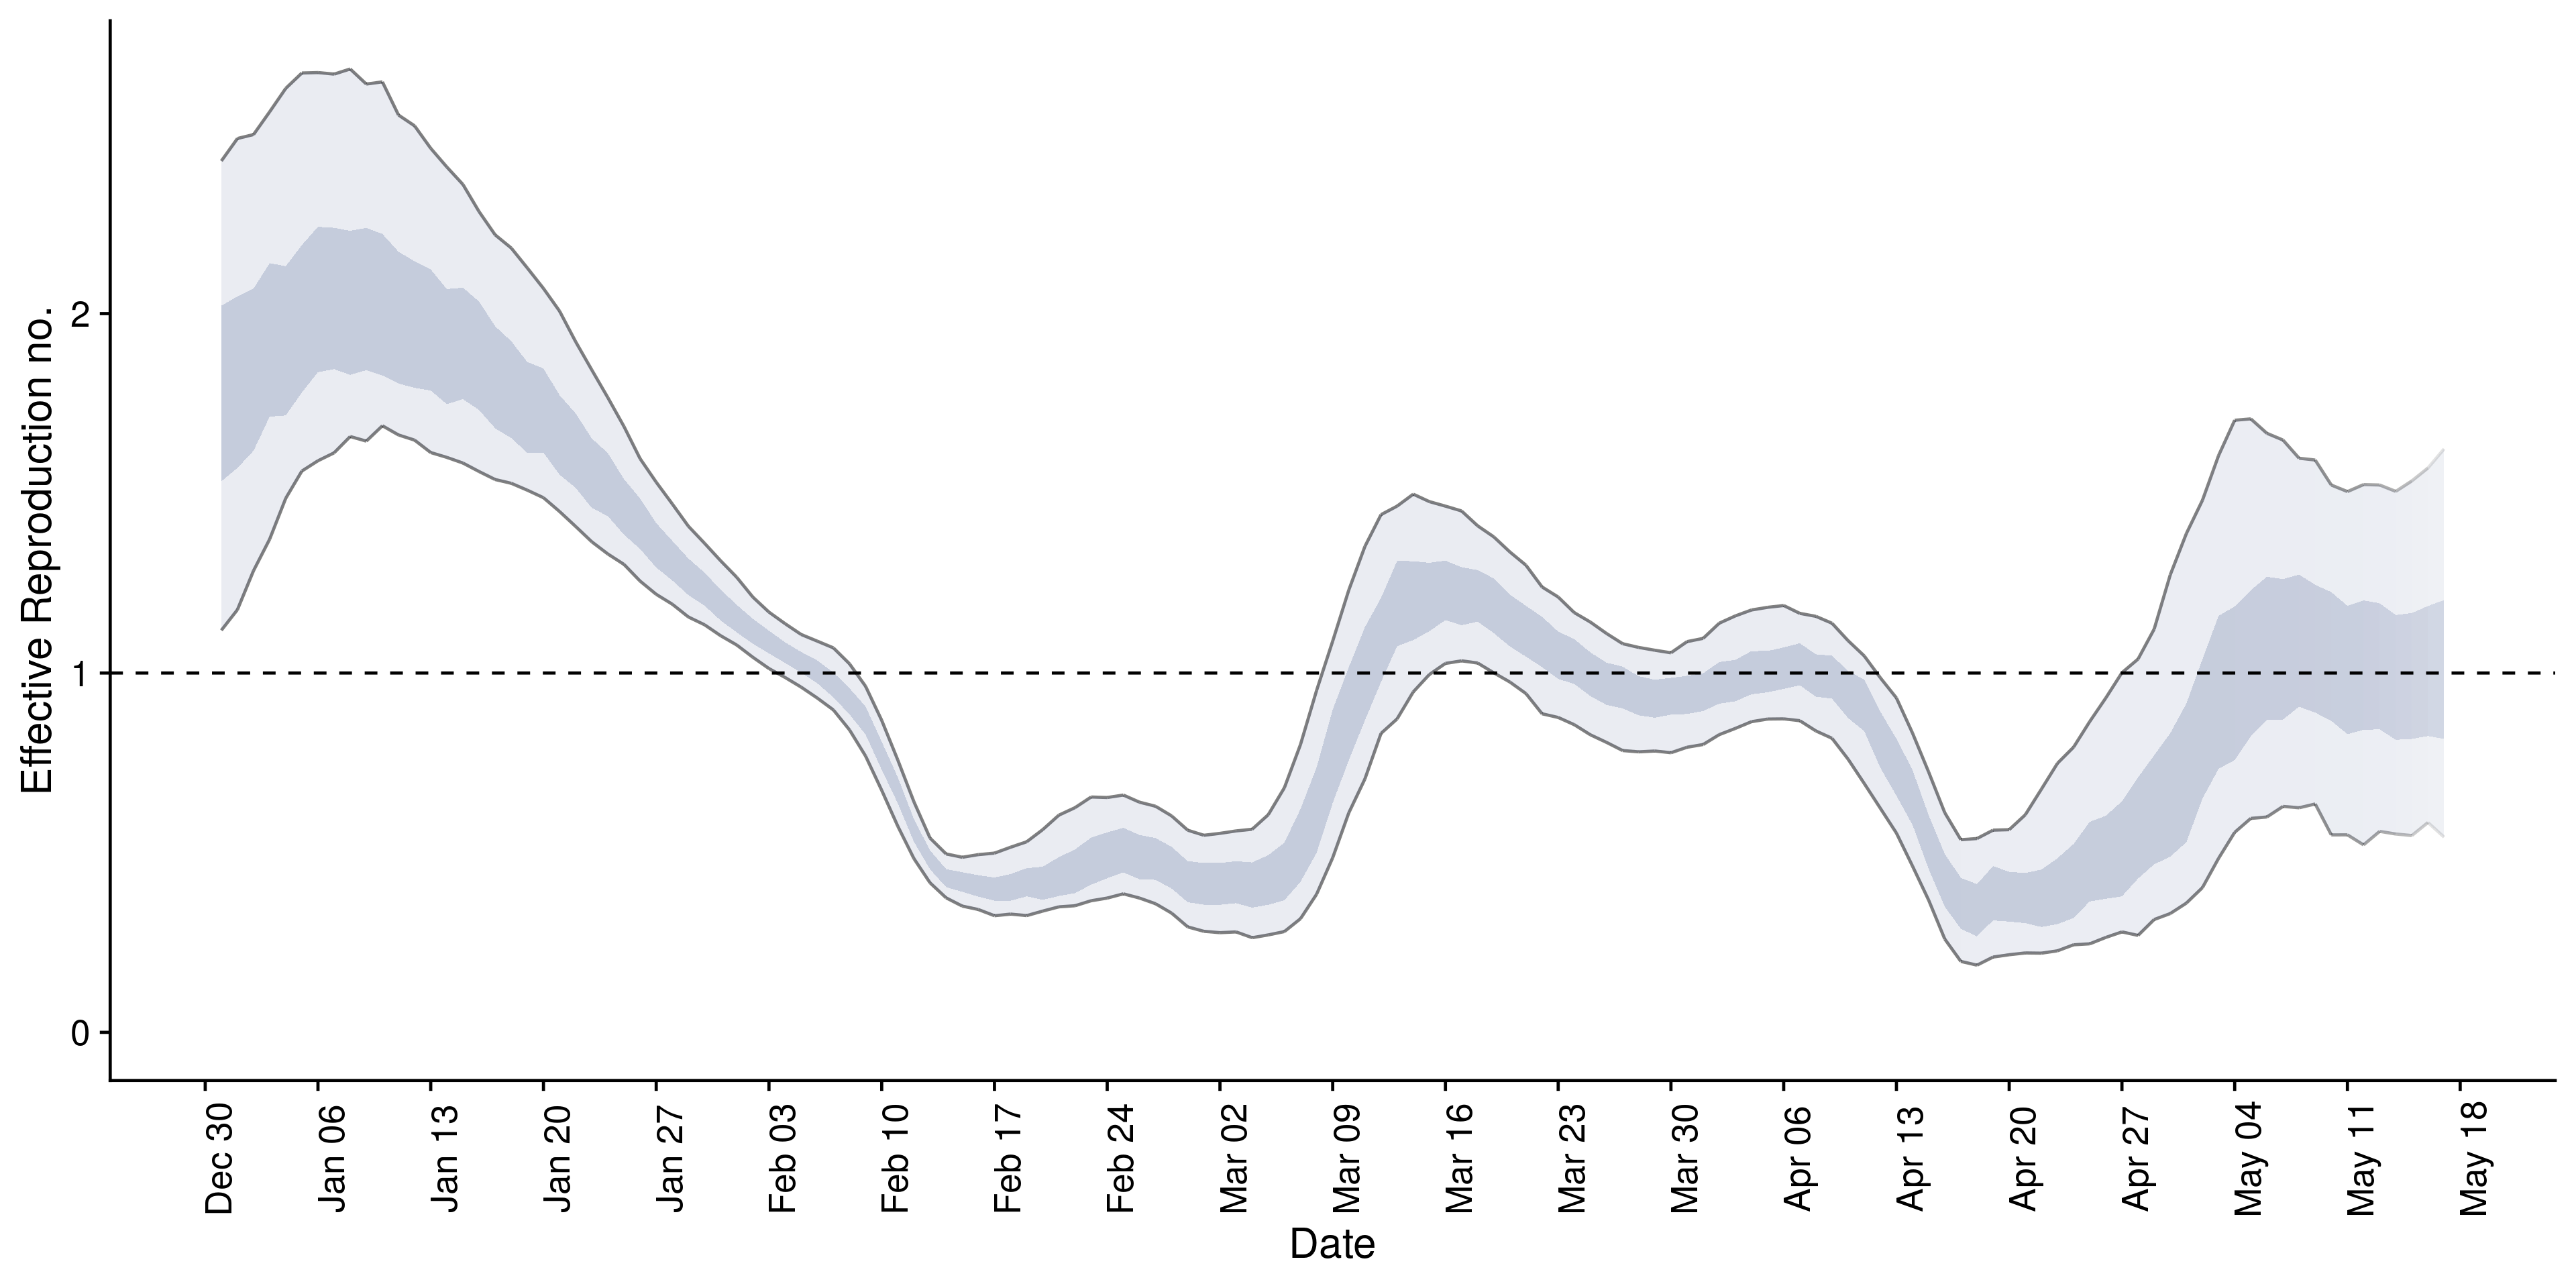 Effective Reproduction no.
2
1
0
Dec 30
Jan 06
Jan 13
Jan 20
Jan 27
Feb 03
Feb 10
Feb 17
Feb 24
Mar 02
Mar 09
Mar 16
Mar 23
Mar 30
Apr 06
Apr 13
Apr 20
Apr 27
May 04
May 11
May 18
Date